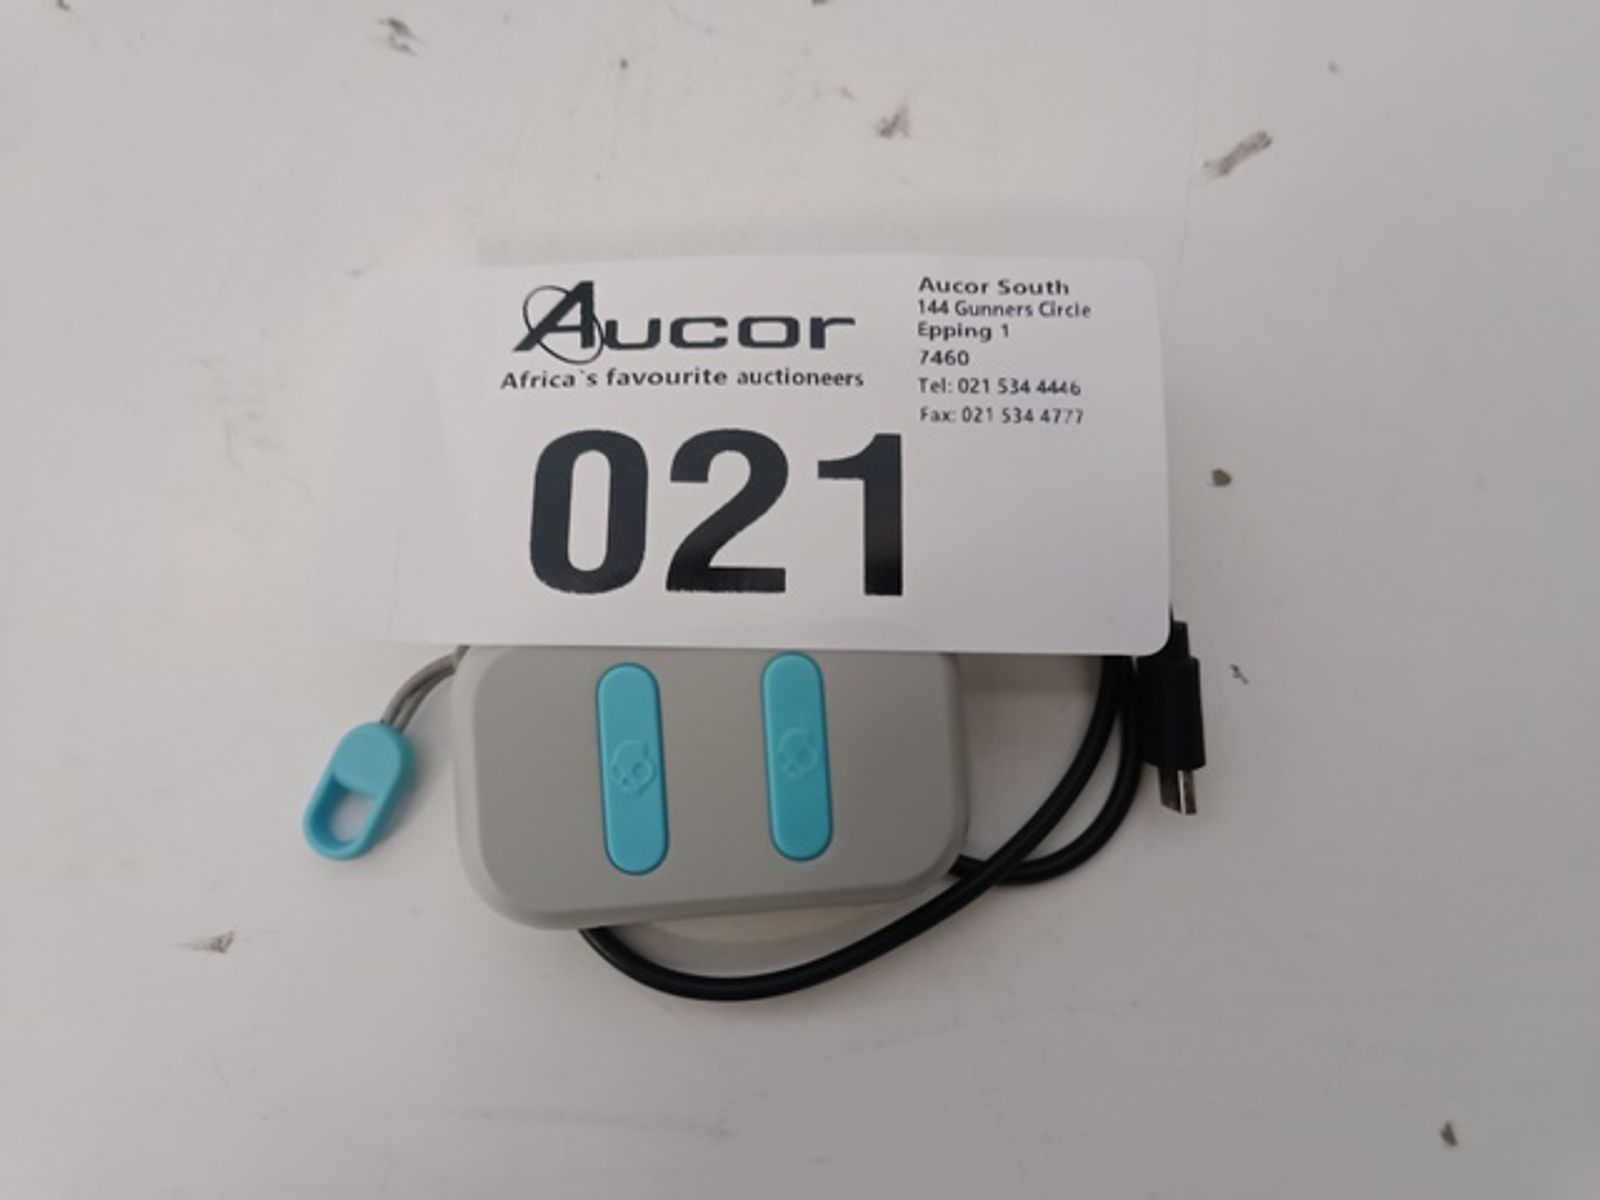 Aucor
Africa`s favourite auctioneers
021
Aucor South
144 Gunners Circle
Epping 1
7460
Tel: 021 534 4446
Fax: 021 534 4777